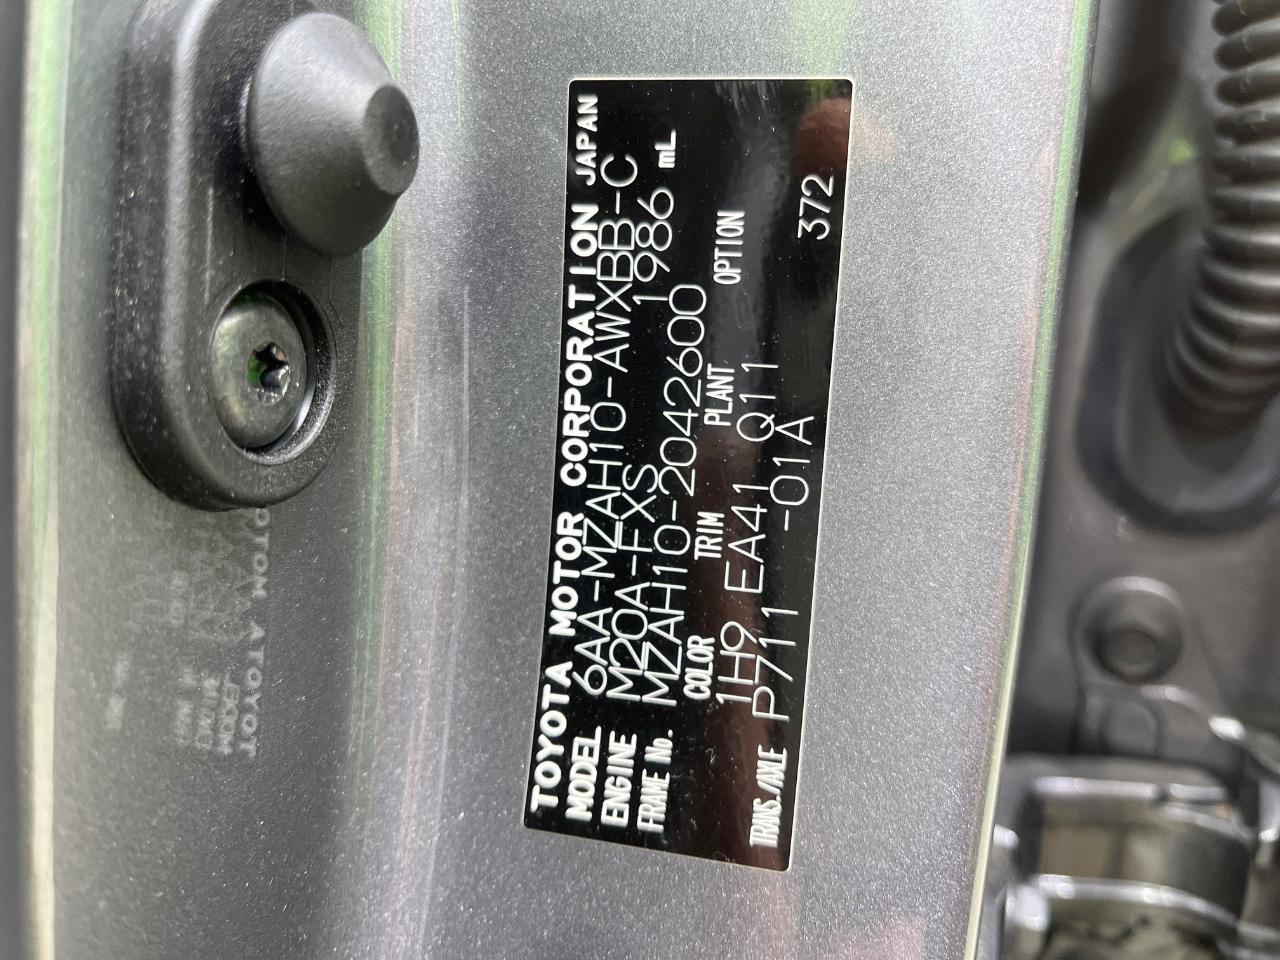 TOYOTA MOTOR CORPORATION JAPAN
MODEL 6AA-MZAH10-AWXBB-C
ENGINE M20A-FXS 1986 mL
FRAME No. MZAH10-2042600
COLOR TRIM PLANT OPTION
1H9 EA41 Q11
TRANS./AXLE P711 -01A 372